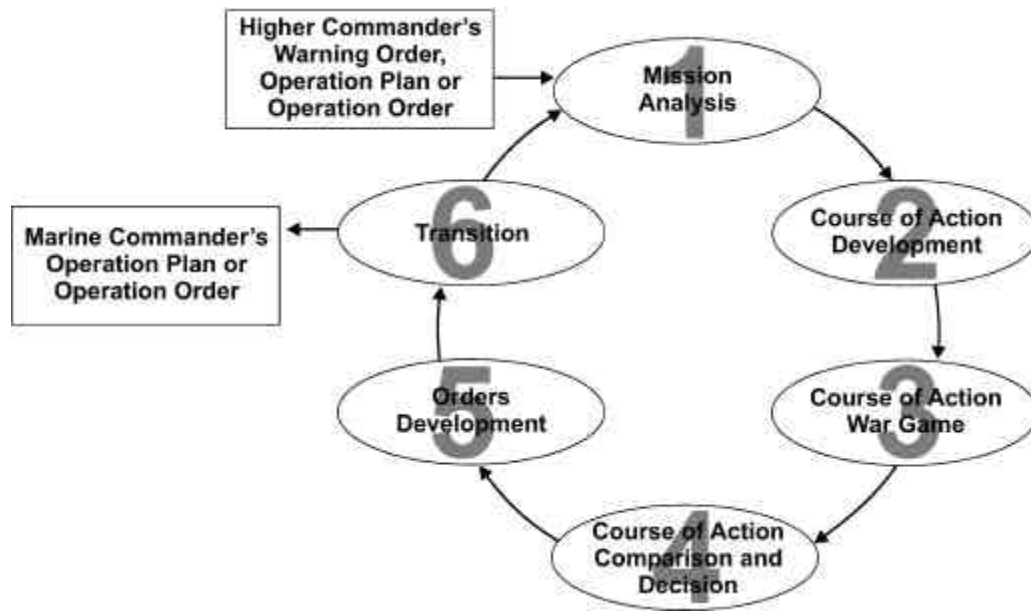 Higher Commander's
Warning Order,
Operation Plan or
Operation Order
1
Mission
Analysis
2
Course of Action
Development
3
Course of Action
War Game
4
Course of Action
Comparison and
Decision
5
Orders
Development
6
Transition
Marine Commander's
Operation Plan or
Operation Order